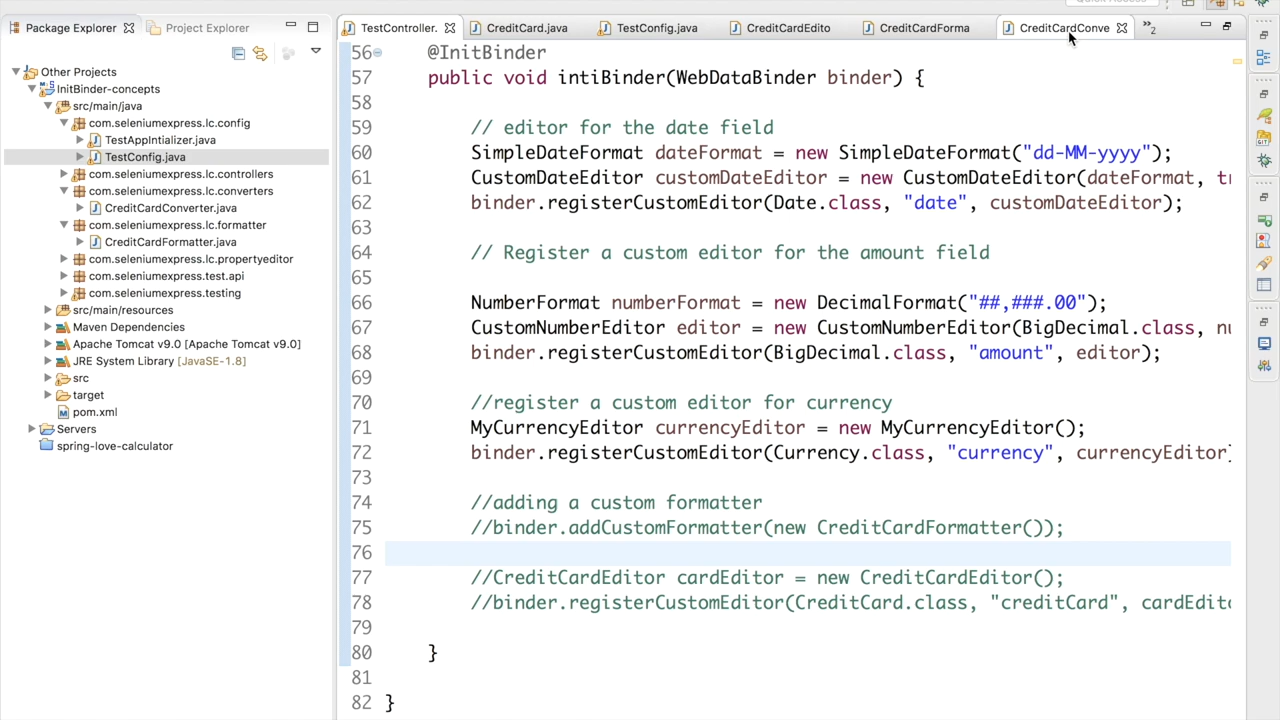 Quick Access
Package Explorer
Project Explorer
TestController.
CreditCard.java
TestConfig.java
CreditCardEdito
CreditCardForma
CreditCardConve
2
Other Projects
InitBinder-concepts
src/main/java
com.seleniumexpress.lc.config
TestAppIntializer.java
TestConfig.java
com.seleniumexpress.lc.controllers
com.seleniumexpress.lc.converters
CreditCardConverter.java
com.seleniumexpress.lc.formatter
CreditCardFormatter.java
com.seleniumexpress.lc.propertyeditor
com.seleniumexpress.test.api
com.seleniumexpress.testing
src/main/resources
Maven Dependencies
Apache Tomcat v9.0 [Apache Tomcat v9.0]
JRE System Library [JavaSE-1.8]
src
target
pom.xml
Servers
spring-love-calculator
56 @InitBinder
57 public void intiBinder(WebDataBinder binder) {
58
59 // editor for the date field
60 SimpleDateFormat dateFormat = new SimpleDateFormat("dd-MM-yyyy");
61 CustomDateEditor customDateEditor = new CustomDateEditor(dateFormat, tr
62 binder.registerCustomEditor(Date.class, "date", customDateEditor);
63
64 // Register a custom editor for the amount field
65
66 NumberFormat numberFormat = new DecimalFormat("##,###.00");
67 CustomNumberEditor editor = new CustomNumberEditor(BigDecimal.class, nu
68 binder.registerCustomEditor(BigDecimal.class, "amount", editor);
69
70 //register a custom editor for currency
71 MyCurrencyEditor currencyEditor = new MyCurrencyEditor();
72 binder.registerCustomEditor(Currency.class, "currency", currencyEditor)
73
74 //adding a custom formatter
75 //binder.addCustomFormatter(new CreditCardFormatter());
76
77 //CreditCardEditor cardEditor = new CreditCardEditor();
78 //binder.registerCustomEditor(CreditCard.class, "creditCard", cardEdito
79
80 }
81
82 }